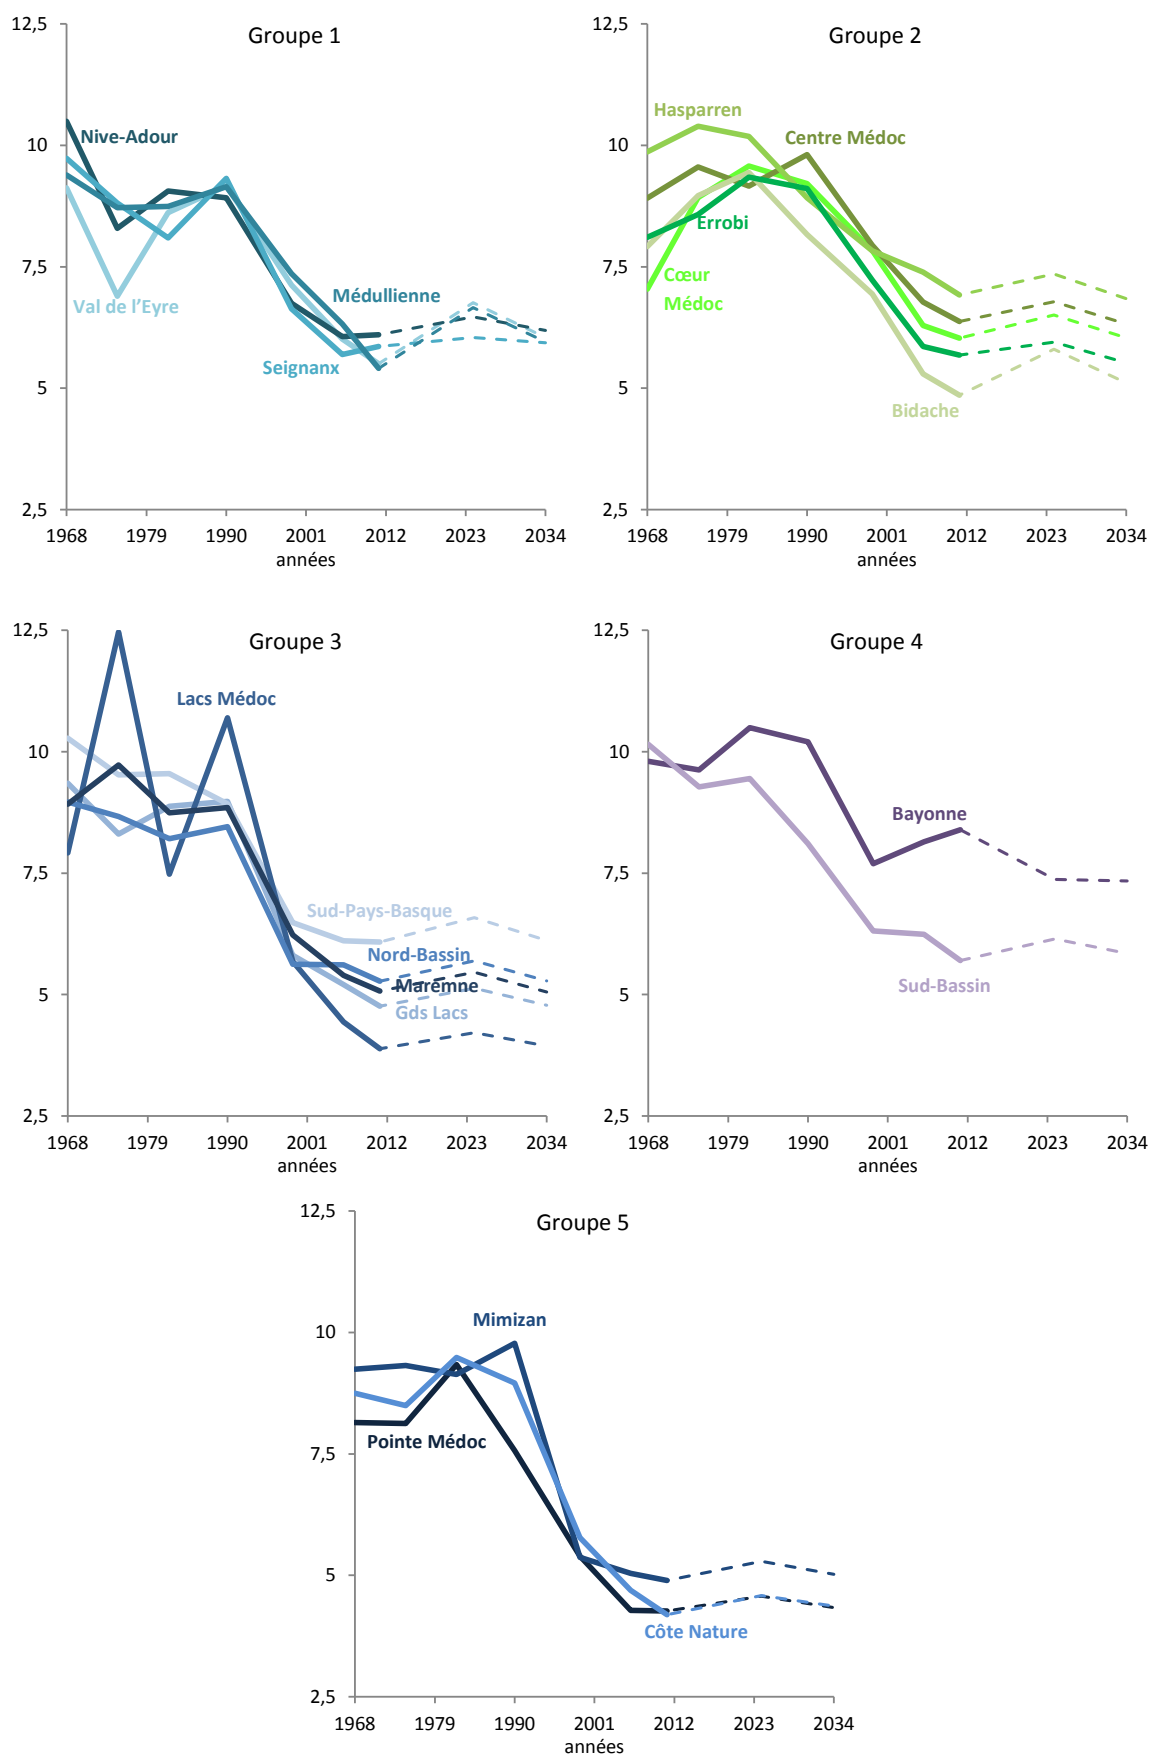 Groupe 1
12,5
10
7,5
5
2,5
Nive-Adour
Val de l’Eyre
Médullienne
Seignanx
1968 1979 1990 2001 2012 2023 2034
années
Groupe 2
12,5
10
7,5
5
2,5
Hasparren
Centre Médoc
Errobi
Cœur
Médoc
Bidache
1968 1979 1990 2001 2012 2023 2034
années
Groupe 3
12,5
10
7,5
5
2,5
Lacs Médoc
Sud-Pays-Basque
Nord-Bassin
Maremne
Gds Lacs
1968 1979 1990 2001 2012 2023 2034
années
Groupe 4
12,5
10
7,5
5
2,5
Bayonne
Sud-Bassin
1968 1979 1990 2001 2012 2023 2034
années
Groupe 5
12,5
10
7,5
5
2,5
Mimizan
Pointe Médoc
Côte Nature
1968 1979 1990 2001 2012 2023 2034
années